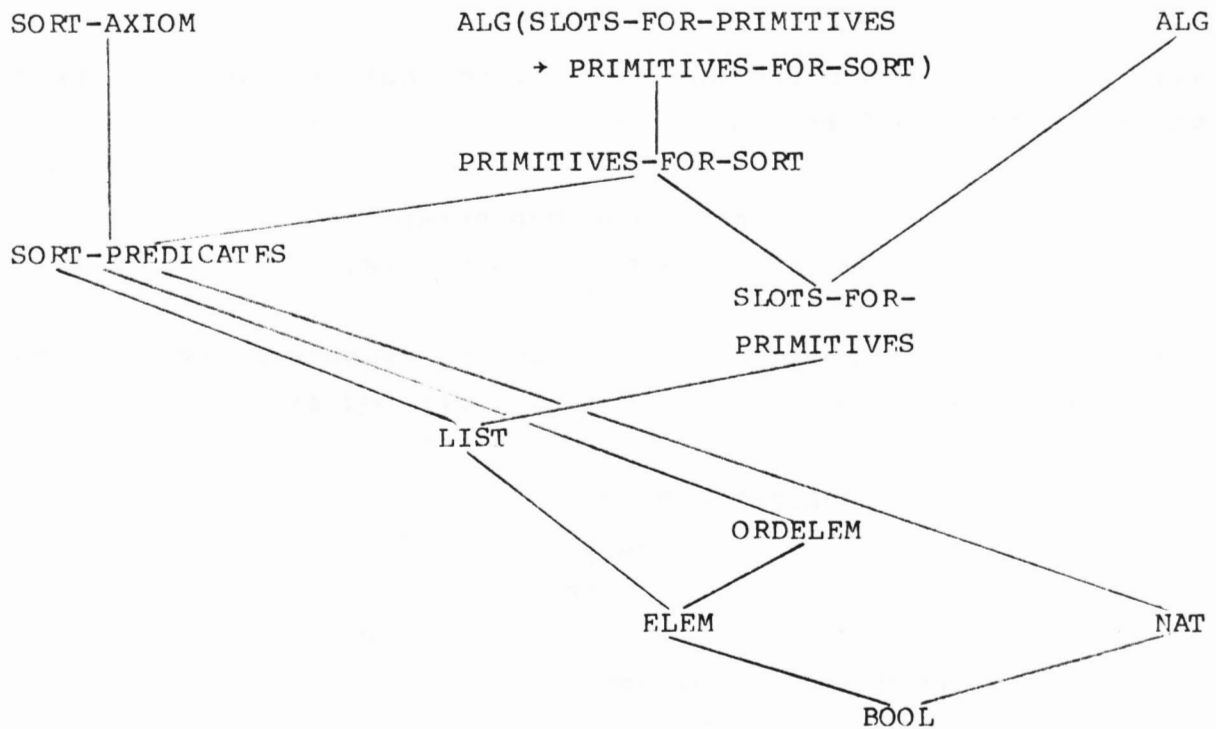 SORT-AXIOM ALG(SLOTS-FOR-PRIMITIVES ALG
→ PRIMITIVES-FOR-SORT)
PRIMITIVES-FOR-SORT
SORT-PREDICATES
SLOTS-FOR-
PRIMITIVES
LIST
ORDELEM
ELEM NAT
BOOL